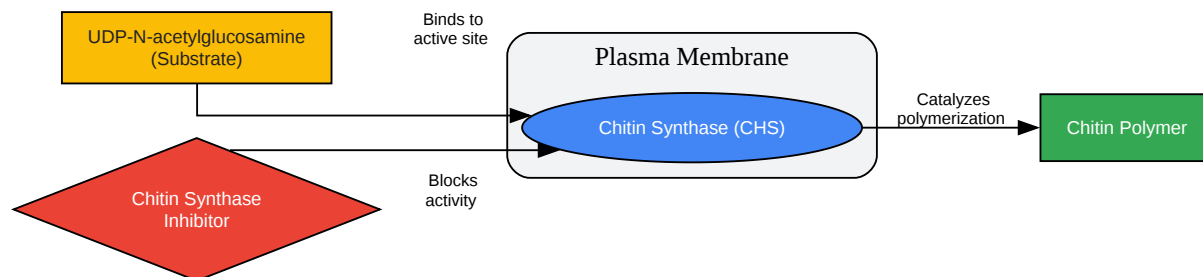 UDP-N-acetylglucosamine
(Substrate)
Binds to
active site
Plasma Membrane
Chitin Synthase (CHS)
Catalyzes
polymerization
Chitin Polymer
Chitin Synthase
Inhibitor
Blocks
activity